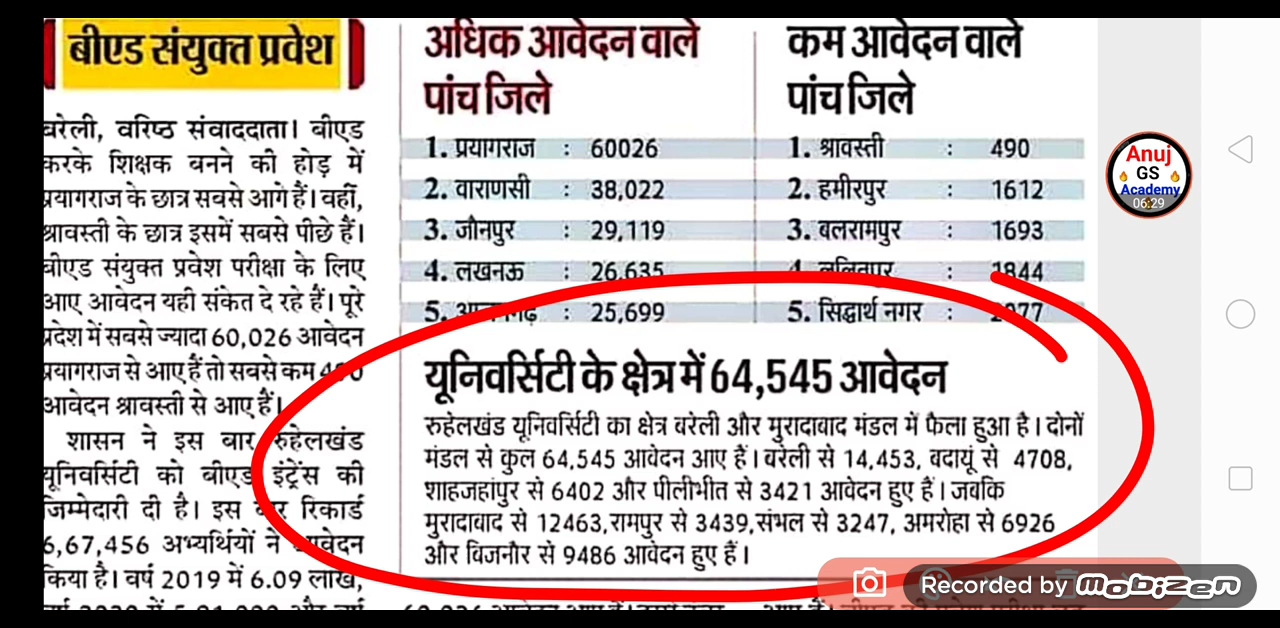 बीएड संयुक्त प्रवेश
बरेली, वरिष्ठ संवाददाता। बीएड
करके शिक्षक बनने की होड़ में
प्रयागराज के छात्र सबसे आगे हैं। वहीं,
श्रावस्ती के छात्र इसमें सबसे पीछे हैं।
बीएड संयुक्त प्रवेश परीक्षा के लिए
आए आवेदन यही संकेत दे रहे हैं। पूरे
प्रदेश में सबसे ज्यादा 60,026 आवेदन
प्रयागराज से आए हैं तो सबसे कम 490
आवेदन श्रावस्ती से आए हैं।
शासन ने इस बार रुहेलखंड
यूनिवर्सिटी को बीएड इंट्रेंस की
जिम्मेदारी दी है। इस बार रिकार्ड
6,67,456 अभ्यर्थियों ने आवेदन
किया है। वर्ष 2019 में 6.09 लाख,
अधिक आवेदन वाले
पांच जिले
1. प्रयागराज : 60026
2. वाराणसी : 38,022
3. जौनपुर : 29,119
4. लखनऊ : 26,635
5. आजमगढ़ : 25,699
कम आवेदन वाले
पांच जिले
1. श्रावस्ती : 490
2. हमीरपुर : 1612
3. बलरामपुर : 1693
4. ललितपुर : 1844
5. सिद्धार्थ नगर : 2077
यूनिवर्सिटी के क्षेत्र में 64,545 आवेदन
रुहेलखंड यूनिवर्सिटी का क्षेत्र बरेली और मुरादाबाद मंडल में फैला हुआ है। दोनों
मंडल से कुल 64,545 आवेदन आए हैं। बरेली से 14,453, बदायूं से 4708,
शाहजहांपुर से 6402 और पीलीभीत से 3421 आवेदन हुए हैं। जबकि
मुरादाबाद से 12463,रामपुर से 3439,संभल से 3247, अमरोहा से 6926
और बिजनौर से 9486 आवेदन हुए हैं।
Anuj
GS
Academy
06:29
Recorded by mobizen